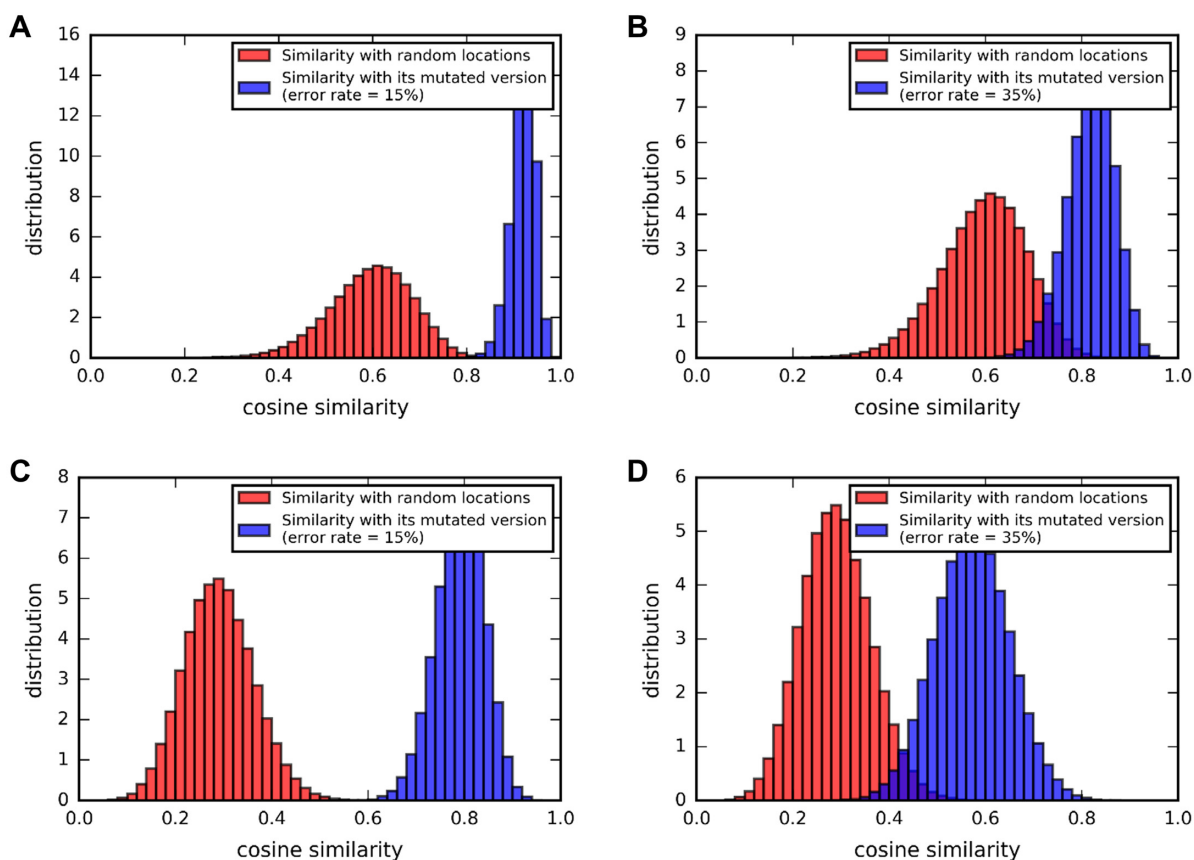 A
B
16
14
12
10
8
6
4
2
0
distribution
Similarity with random locations
Similarity with its mutated version
(error rate = 15%)
0.0 0.2 0.4 0.6 0.8 1.0
cosine similarity
9
8
7
6
5
4
3
2
1
0
distribution
Similarity with random locations
Similarity with its mutated version
(error rate = 35%)
0.0 0.2 0.4 0.6 0.8 1.0
cosine similarity
C
D
8
7
6
5
4
3
2
1
0
distribution
Similarity with random locations
Similarity with its mutated version
(error rate = 15%)
0.0 0.2 0.4 0.6 0.8 1.0
cosine similarity
6
5
4
3
2
1
0
distribution
Similarity with random locations
Similarity with its mutated version
(error rate = 35%)
0.0 0.2 0.4 0.6 0.8 1.0
cosine similarity